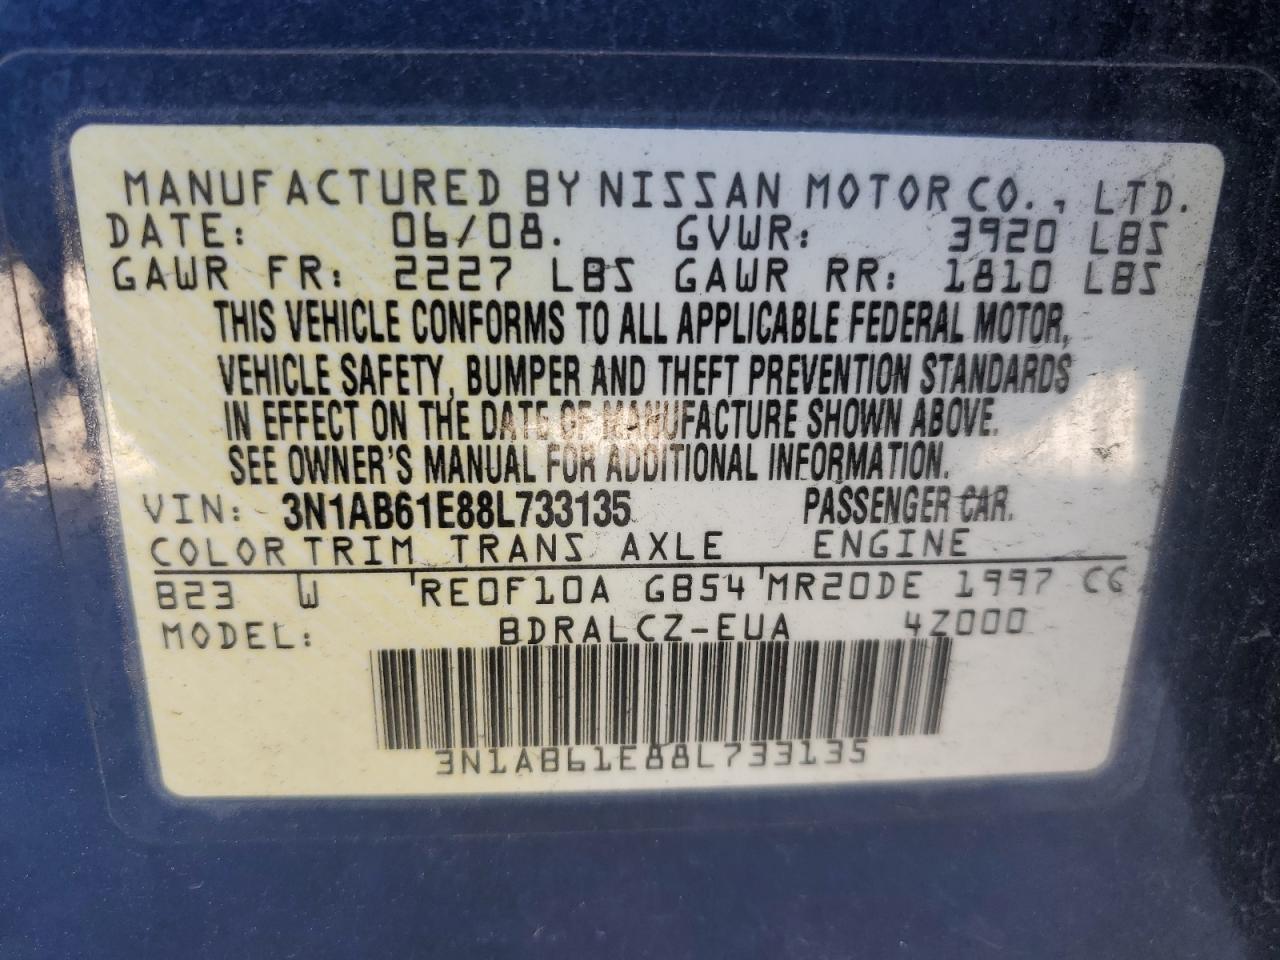 MANUFACTURED BY NISSAN MOTOR CO., LTD.
DATE: 06/08. GVWR: 3920 LBS
GAWR FR: 2227 LBS GAWR RR: 1810 LBS
THIS VEHICLE CONFORMS TO ALL APPLICABLE FEDERAL MOTOR,
VEHICLE SAFETY, BUMPER AND THEFT PREVENTION STANDARDS
IN EFFECT ON THE DATE OF MANUFACTURE SHOWN ABOVE.
SEE OWNER'S MANUAL FOR ADDITIONAL INFORMATION.
VIN: 3N1AB61E88L733135 PASSENGER CAR.
COLOR TRIM TRANS AXLE ENGINE
B23 W 'RE0F10A GB54 'MR20DE 1997 CC
MODEL: BDRALCZ-EUA 4Z000
3N1AB61E88L733135